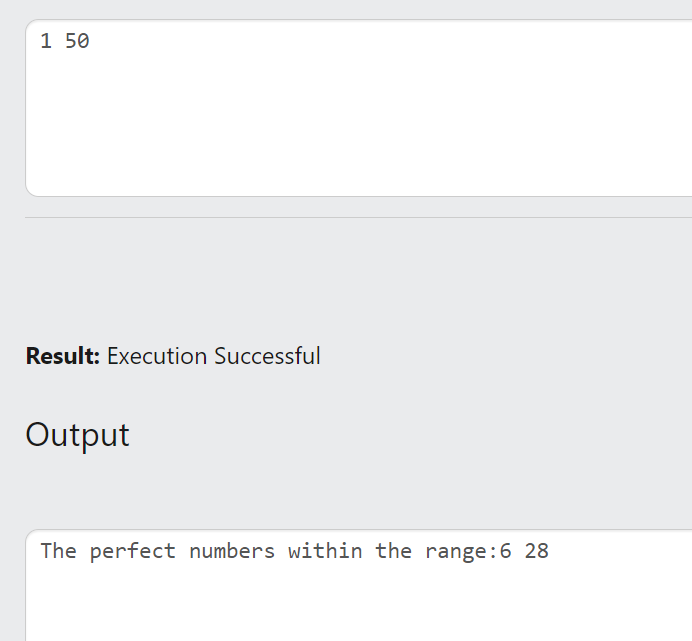 1 50
Result: Execution Successful
Output
The perfect numbers within the range:6 28